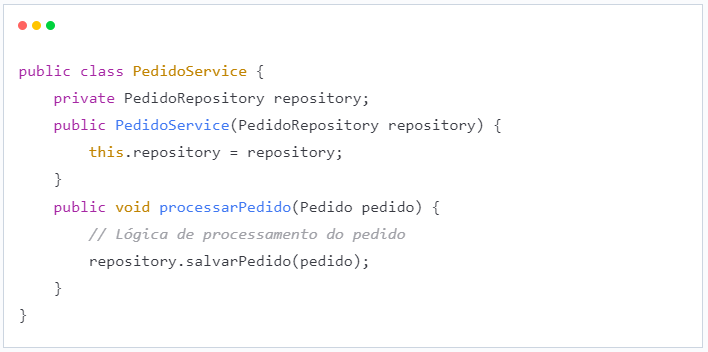 public class PedidoService {
    private PedidoRepository repository;
    public PedidoService(PedidoRepository repository) {
        this.repository = repository;
    }
    public void processarPedido(Pedido pedido) {
        // Lógica de processamento do pedido
        repository.salvarPedido(pedido);
    }
}